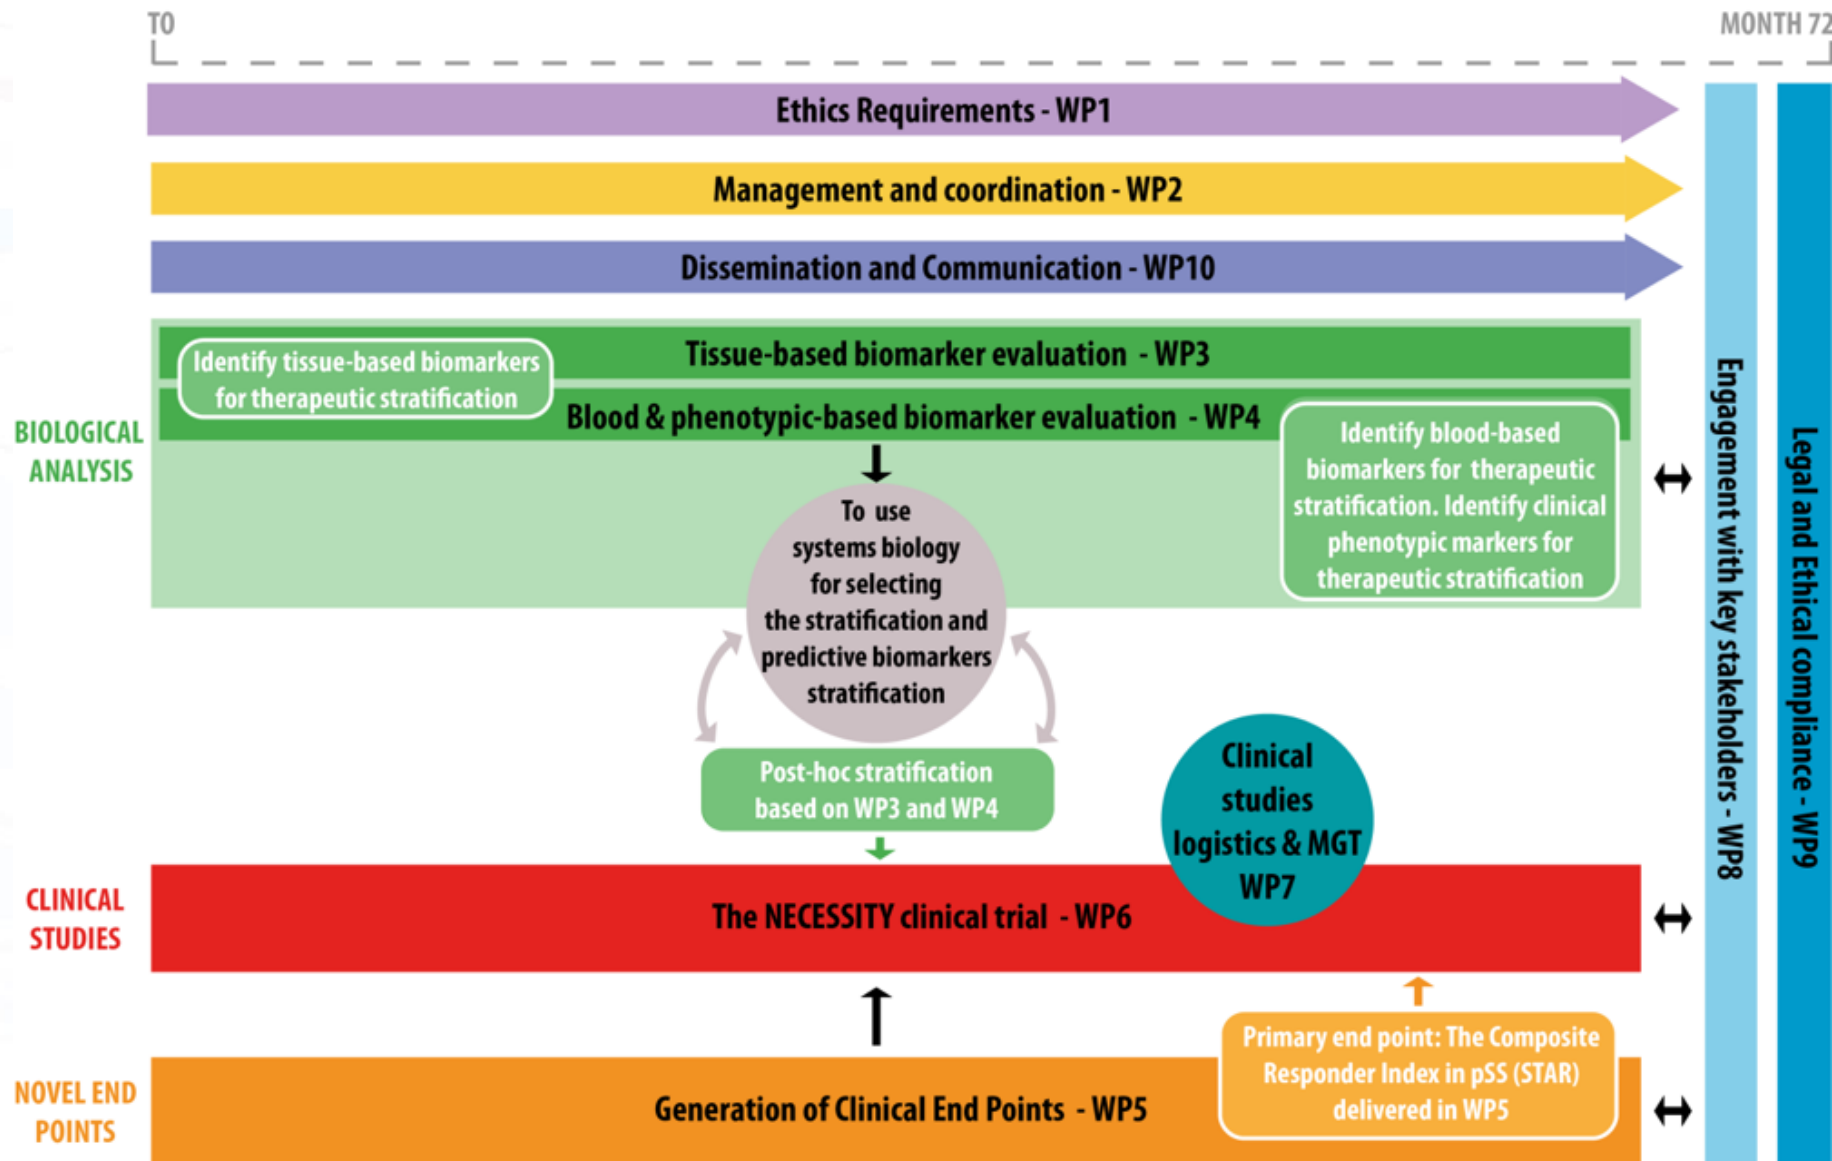 TO
MONTH 72
Ethics Requirements - WP1
Management and coordination - WP2
Dissemination and Communication - WP10
BIOLOGICAL
ANALYSIS
Tissue-based biomarker evaluation - WP3
Identify tissue-based biomarkers
for therapeutic stratification
Blood & phenotypic-based biomarker evaluation - WP4
Identify blood-based
biomarkers for therapeutic
stratification. Identify clinical
phenotypic markers for
therapeutic stratification
To use
systems biology
for selecting
the stratification and
predictive biomarkers
stratification
Post-hoc stratification
based on WP3 and WP4
Clinical
studies
logistics & MGT
WP7
CLINICAL
STUDIES
The NECESSITY clinical trial - WP6
NOVEL END
POINTS
Generation of Clinical End Points - WP5
Primary end point: The Composite
Responder Index in pSS (STAR)
delivered in WP5
Engagement with key stakeholders - WP8
Legal and Ethical compliance - WP9